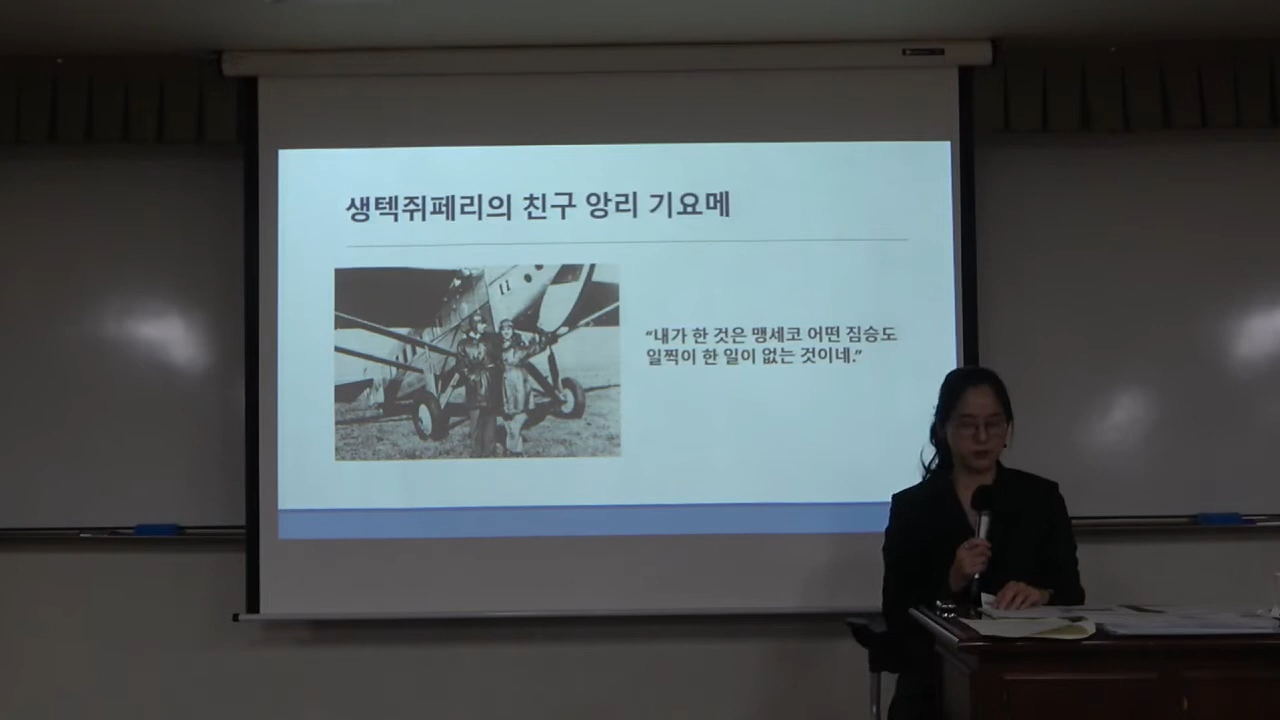 생텍쥐페리의 친구 앙리 기요메
“내가 한 것은 맹세코 어떤 짐승도
일찍이 한 일이 없는 것이네.”